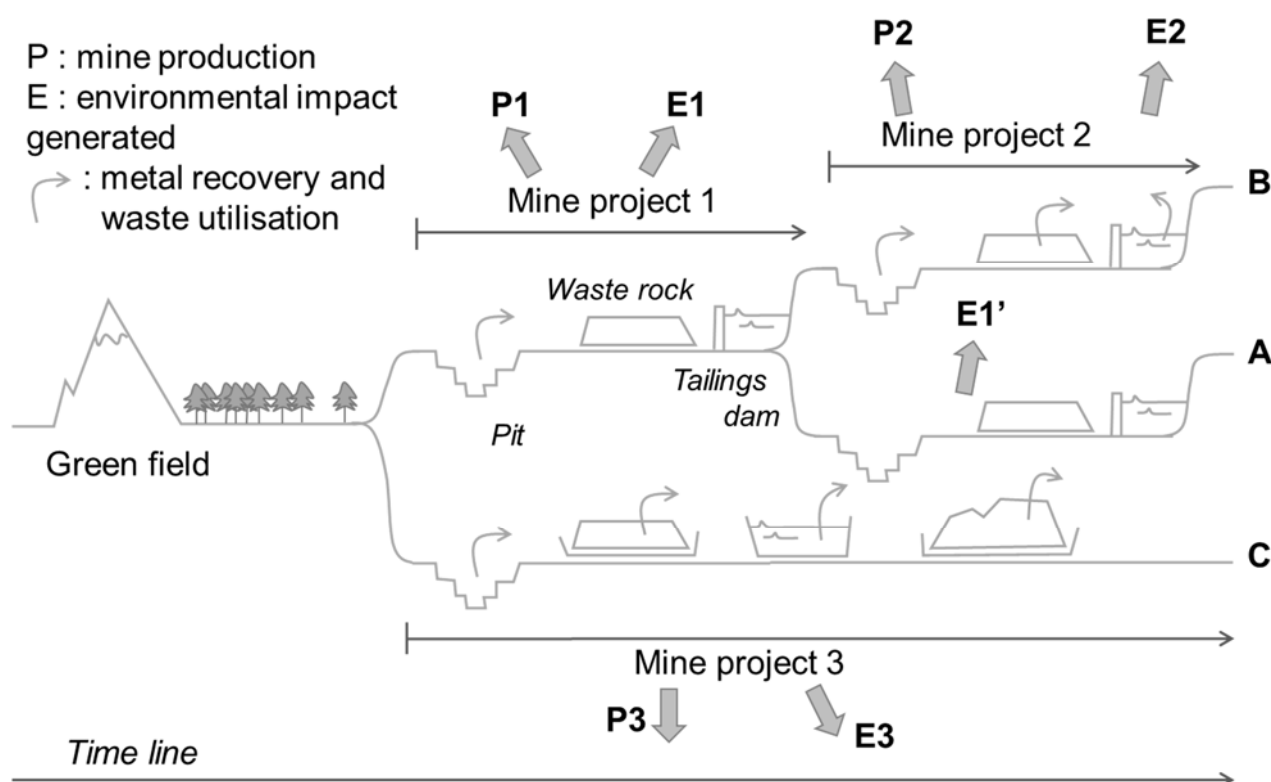 P : mine production
E : environmental impact
generated
: metal recovery and
waste utilisation
P1
E1
Mine project 1
P2
E2
Mine project 2
B
Waste rock
E1’
A
Tailings
dam
Pit
Green field
C
Mine project 3
P3
E3
Time line